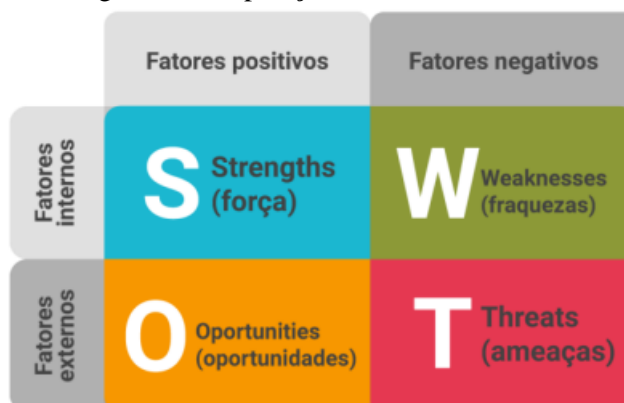 Fatores positivos
Fatores negativos
Fatores
internos
S
Strengths
(força)
W
Weaknesses
(fraquezas)
Fatores
externos
O
Oportunities
(oportunidades)
T
Threats
(ameaças)